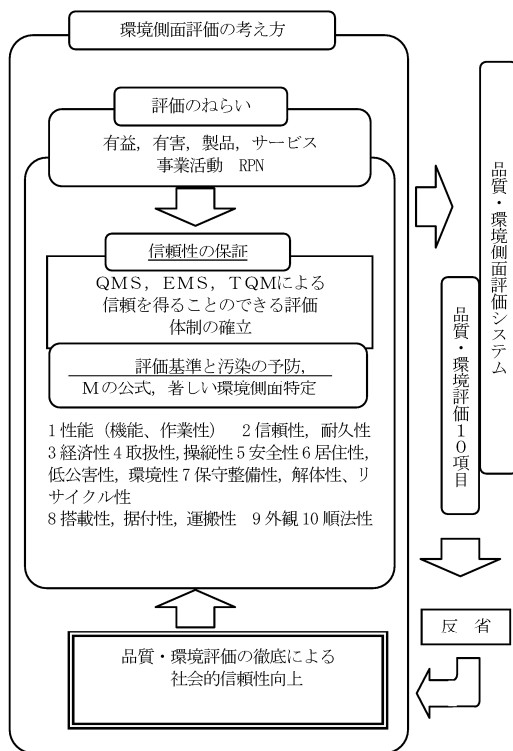 環境側面評価の考え方
評価のねらい
有益，有害，製品，サービス
事業活動　RPN
信頼性の保証
ＱＭＳ，ＥＭＳ，ＴＱＭによる
信頼を得ることのできる評価
体制の確立
評価基準と汚染の予防，
Ｍの公式，著しい環境側面特定
1 性能（機能、作業性）　2 信頼性，耐久性
3 経済性 4 取扱性，操縦性 5 安全性 6 居住性，
低公害性，環境性 7 保守整備性，解体性、リ
サイクル性
8 搭載性，据付性，運搬性　9 外観 10 順法性
品質・環境評価の徹底による
社会的信頼性向上
品質・環境側面評価システム
品質・環境評価１０項目
反　省